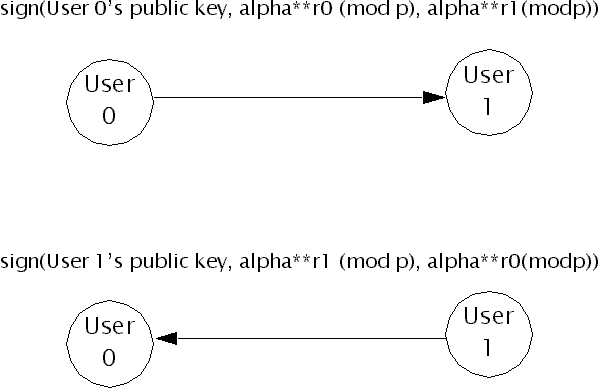 sign(User 0's public key, alpha**r0 (mod p), alpha**r1(modp))
User
0
User
1
sign(User 1's public key, alpha**r1 (mod p), alpha**r0(modp))
User
0
User
1